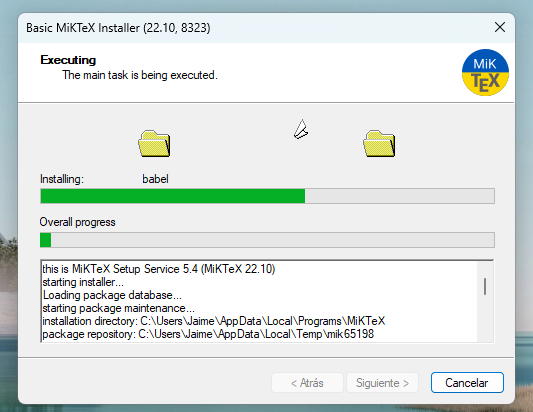 Basic MiKTeX Installer (22.10, 8323)
Executing
The main task is being executed.
MiK
TEX
Installing: babel
Overall progress
this is MiKTeX Setup Service 5.4 (MiKTeX 22.10)
starting installer...
Loading package database...
starting package maintenance...
installation directory: C:\Users\Jaime\AppData\Local\Programs\MiKTeX
package repository: C:\Users\Jaime\AppData\Local\Temp\mik65198
< Atrás
Siguiente >
Cancelar